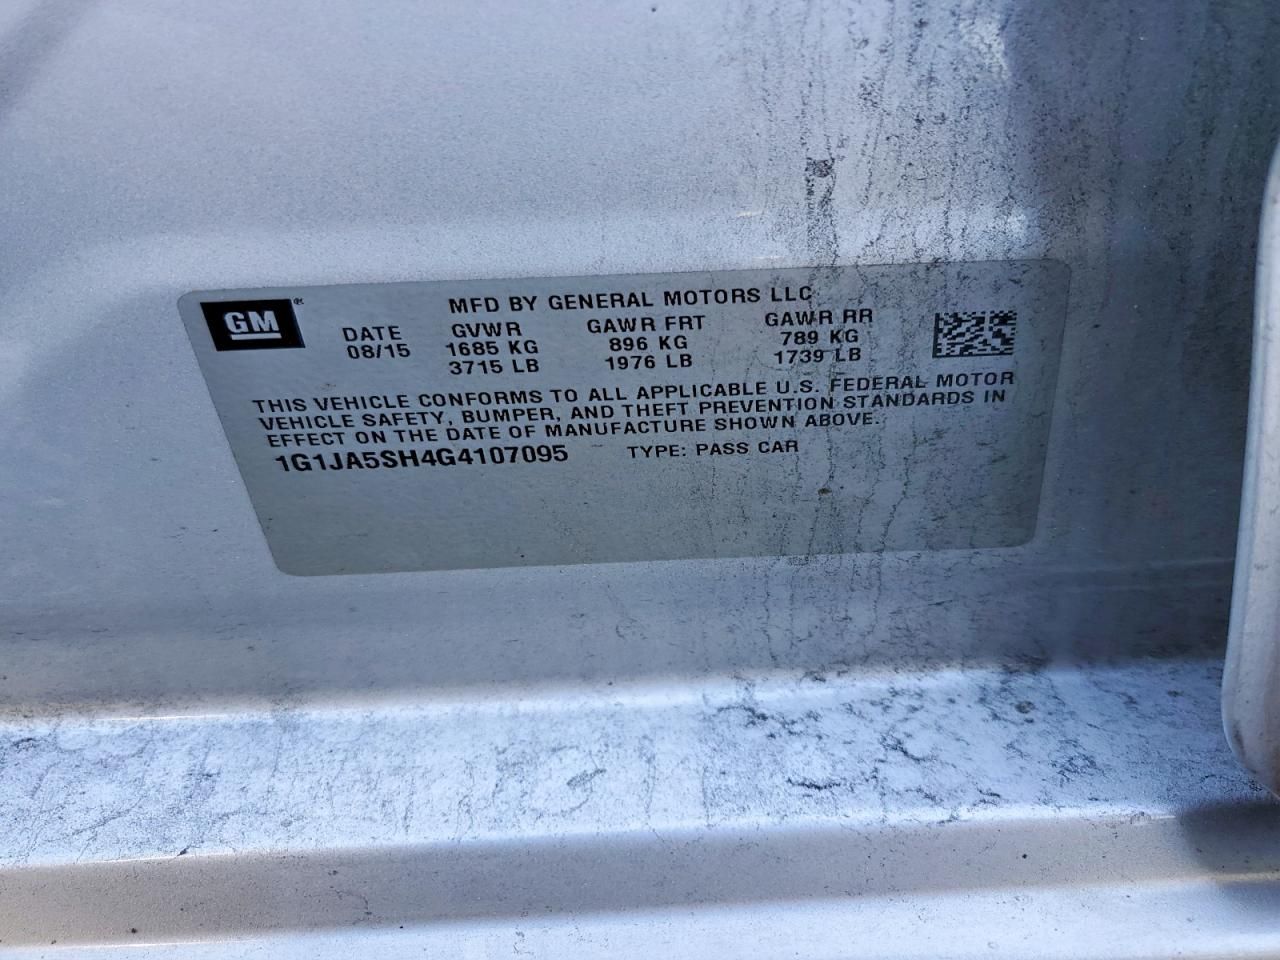 GM ®
MFD BY GENERAL MOTORS LLC
DATE GVWR GAWR FRT GAWR RR
08/15 1685 KG 896 KG 789 KG
3715 LB 1976 LB 1739 LB
THIS VEHICLE CONFORMS TO ALL APPLICABLE U.S. FEDERAL MOTOR
VEHICLE SAFETY, BUMPER, AND THEFT PREVENTION STANDARDS IN
EFFECT ON THE DATE OF MANUFACTURE SHOWN ABOVE.
1G1JA5SH4G4107095 TYPE: PASS CAR